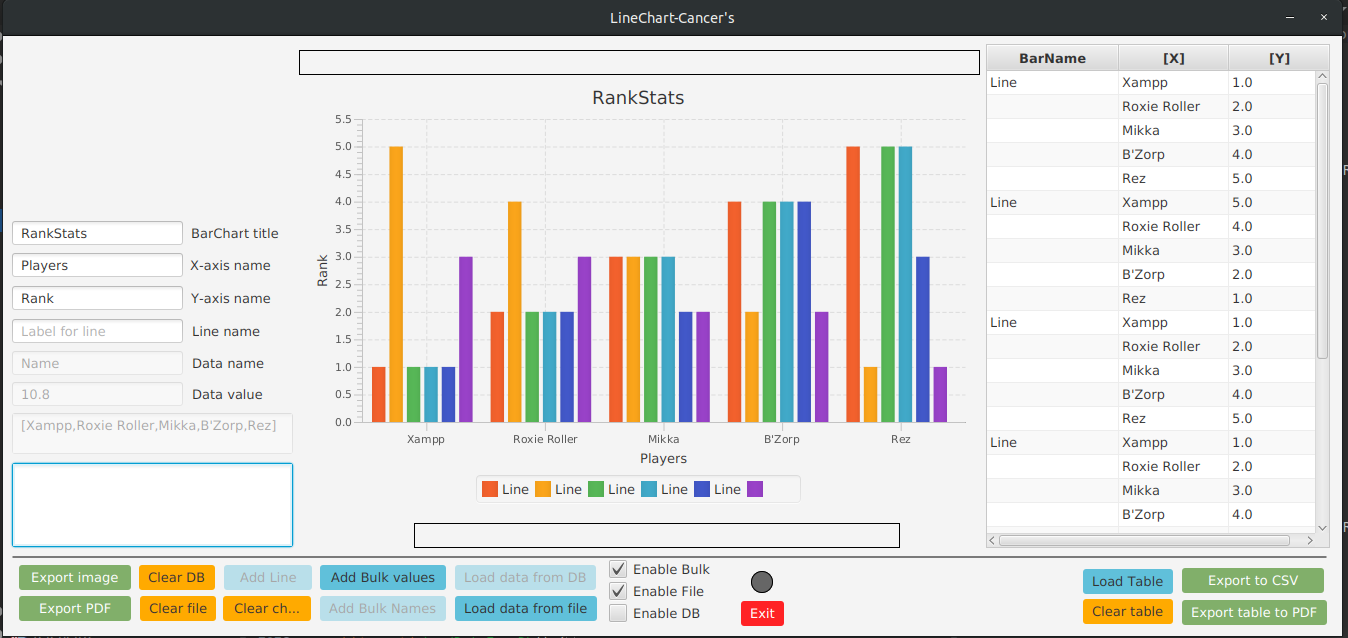 LineChart-Cancer's
RankStats
BarChart title
Players
X-axis name
Rank
Y-axis name
Label for line
Line name
Name
Data name
10.8
Data value
[Xampp,Roxie Roller,Mikka,B'Zorp,Rez]
RankStats
5.5
5.0
4.5
4.0
3.5
3.0
2.5
2.0
1.5
1.0
0.5
0.0
Rank
Xampp Roxie Roller Mikka B'Zorp Rez
Players
Line Line Line Line Line
BarName [X] [Y]
Line Xampp 1.0
Roxie Roller 2.0
Mikka 3.0
B'Zorp 4.0
Rez 5.0
Line Xampp 5.0
Roxie Roller 4.0
Mikka 3.0
B'Zorp 2.0
Rez 1.0
Line Xampp 1.0
Roxie Roller 2.0
Mikka 3.0
B'Zorp 4.0
Rez 5.0
Line Xampp 1.0
Roxie Roller 2.0
Mikka 3.0
B'Zorp 4.0
Export image Clear DB Add Line Add Bulk values Load data from DB
Export PDF Clear file Clear ch... Add Bulk Names Load data from file
Enable Bulk
Enable File
Enable DB
Exit
Load Table Export to CSV
Clear table Export table to PDF